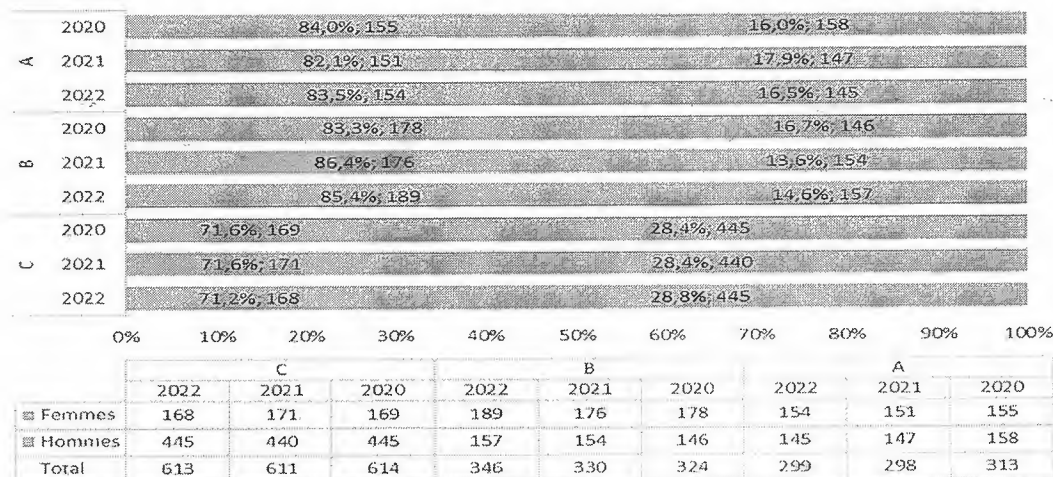 2020 84,0%; 155 16,0%; 158
A 2021 82,1%; 151 17,9%; 147
2022 83,5%; 154 16,5%; 145
2020 83,3%; 178 16,7%; 146
B 2021 86,4%; 176 13,6%; 154
2022 85,4%; 189 14,6%; 157
2020 71,6%; 169 28,4%; 445
C 2021 71,6%; 171 28,4%; 440
2022 71,2%; 168 28,8%; 445
0% 10% 20% 30% 40% 50% 60% 70% 80% 90% 100%
C B A
2022 2021 2020 2022 2021 2020 2022 2021 2020
Femmes 168 171 169 189 176 178 154 151 155
Hommes 445 440 445 157 154 146 145 147 158
Total 613 611 614 346 330 324 299 298 313